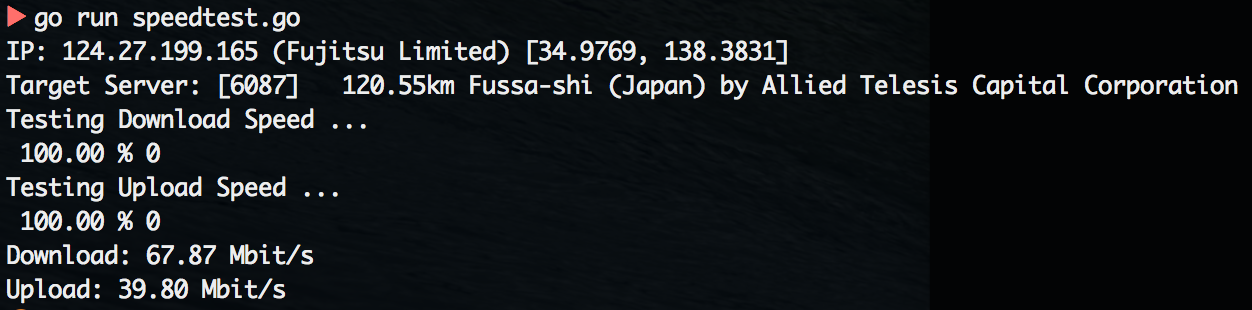 go run speedtest.go
IP: 124.27.199.165 (Fujitsu Limited) [34.9769, 138.3831]
Target Server: [6087]   120.55km Fussa-shi (Japan) by Allied Telesis Capital Corporation
Testing Download Speed ...
 100.00 % 0
Testing Upload Speed ...
 100.00 % 0
Download: 67.87 Mbit/s
Upload: 39.80 Mbit/s